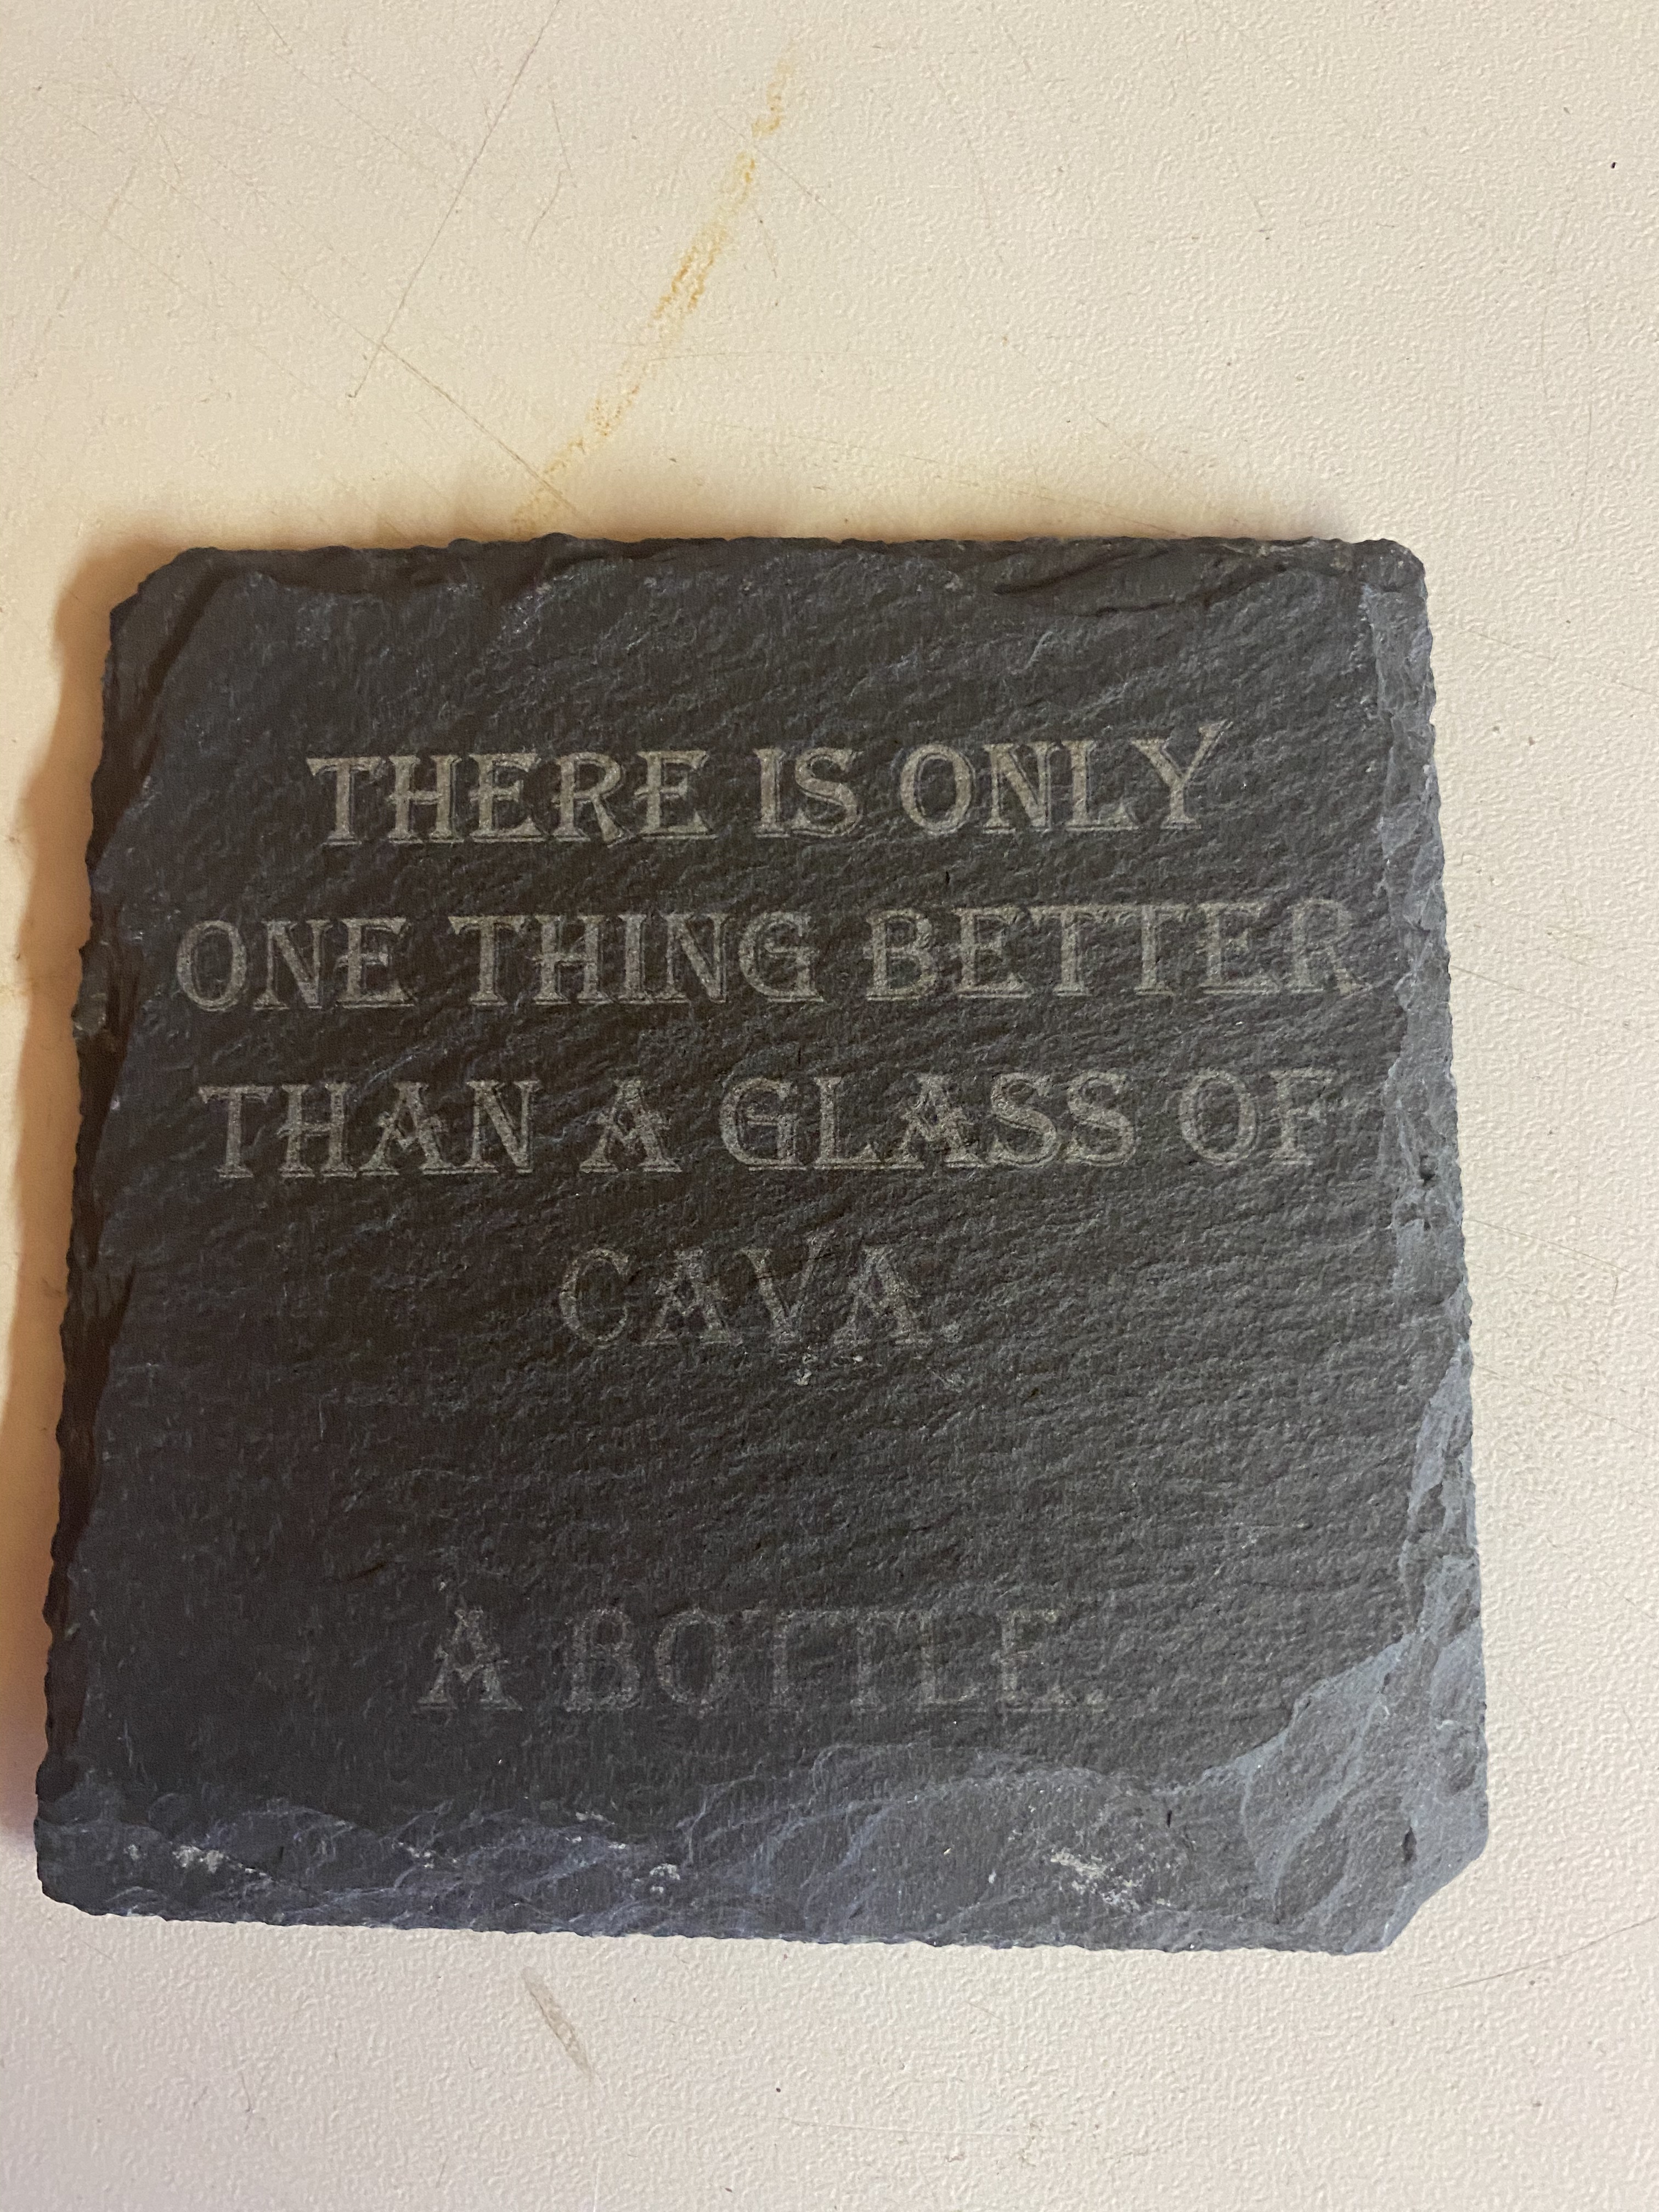 THERE IS ONLY
ONE THING BETTER
THAN A GLASS OF
CAVA.
A BOTTLE.